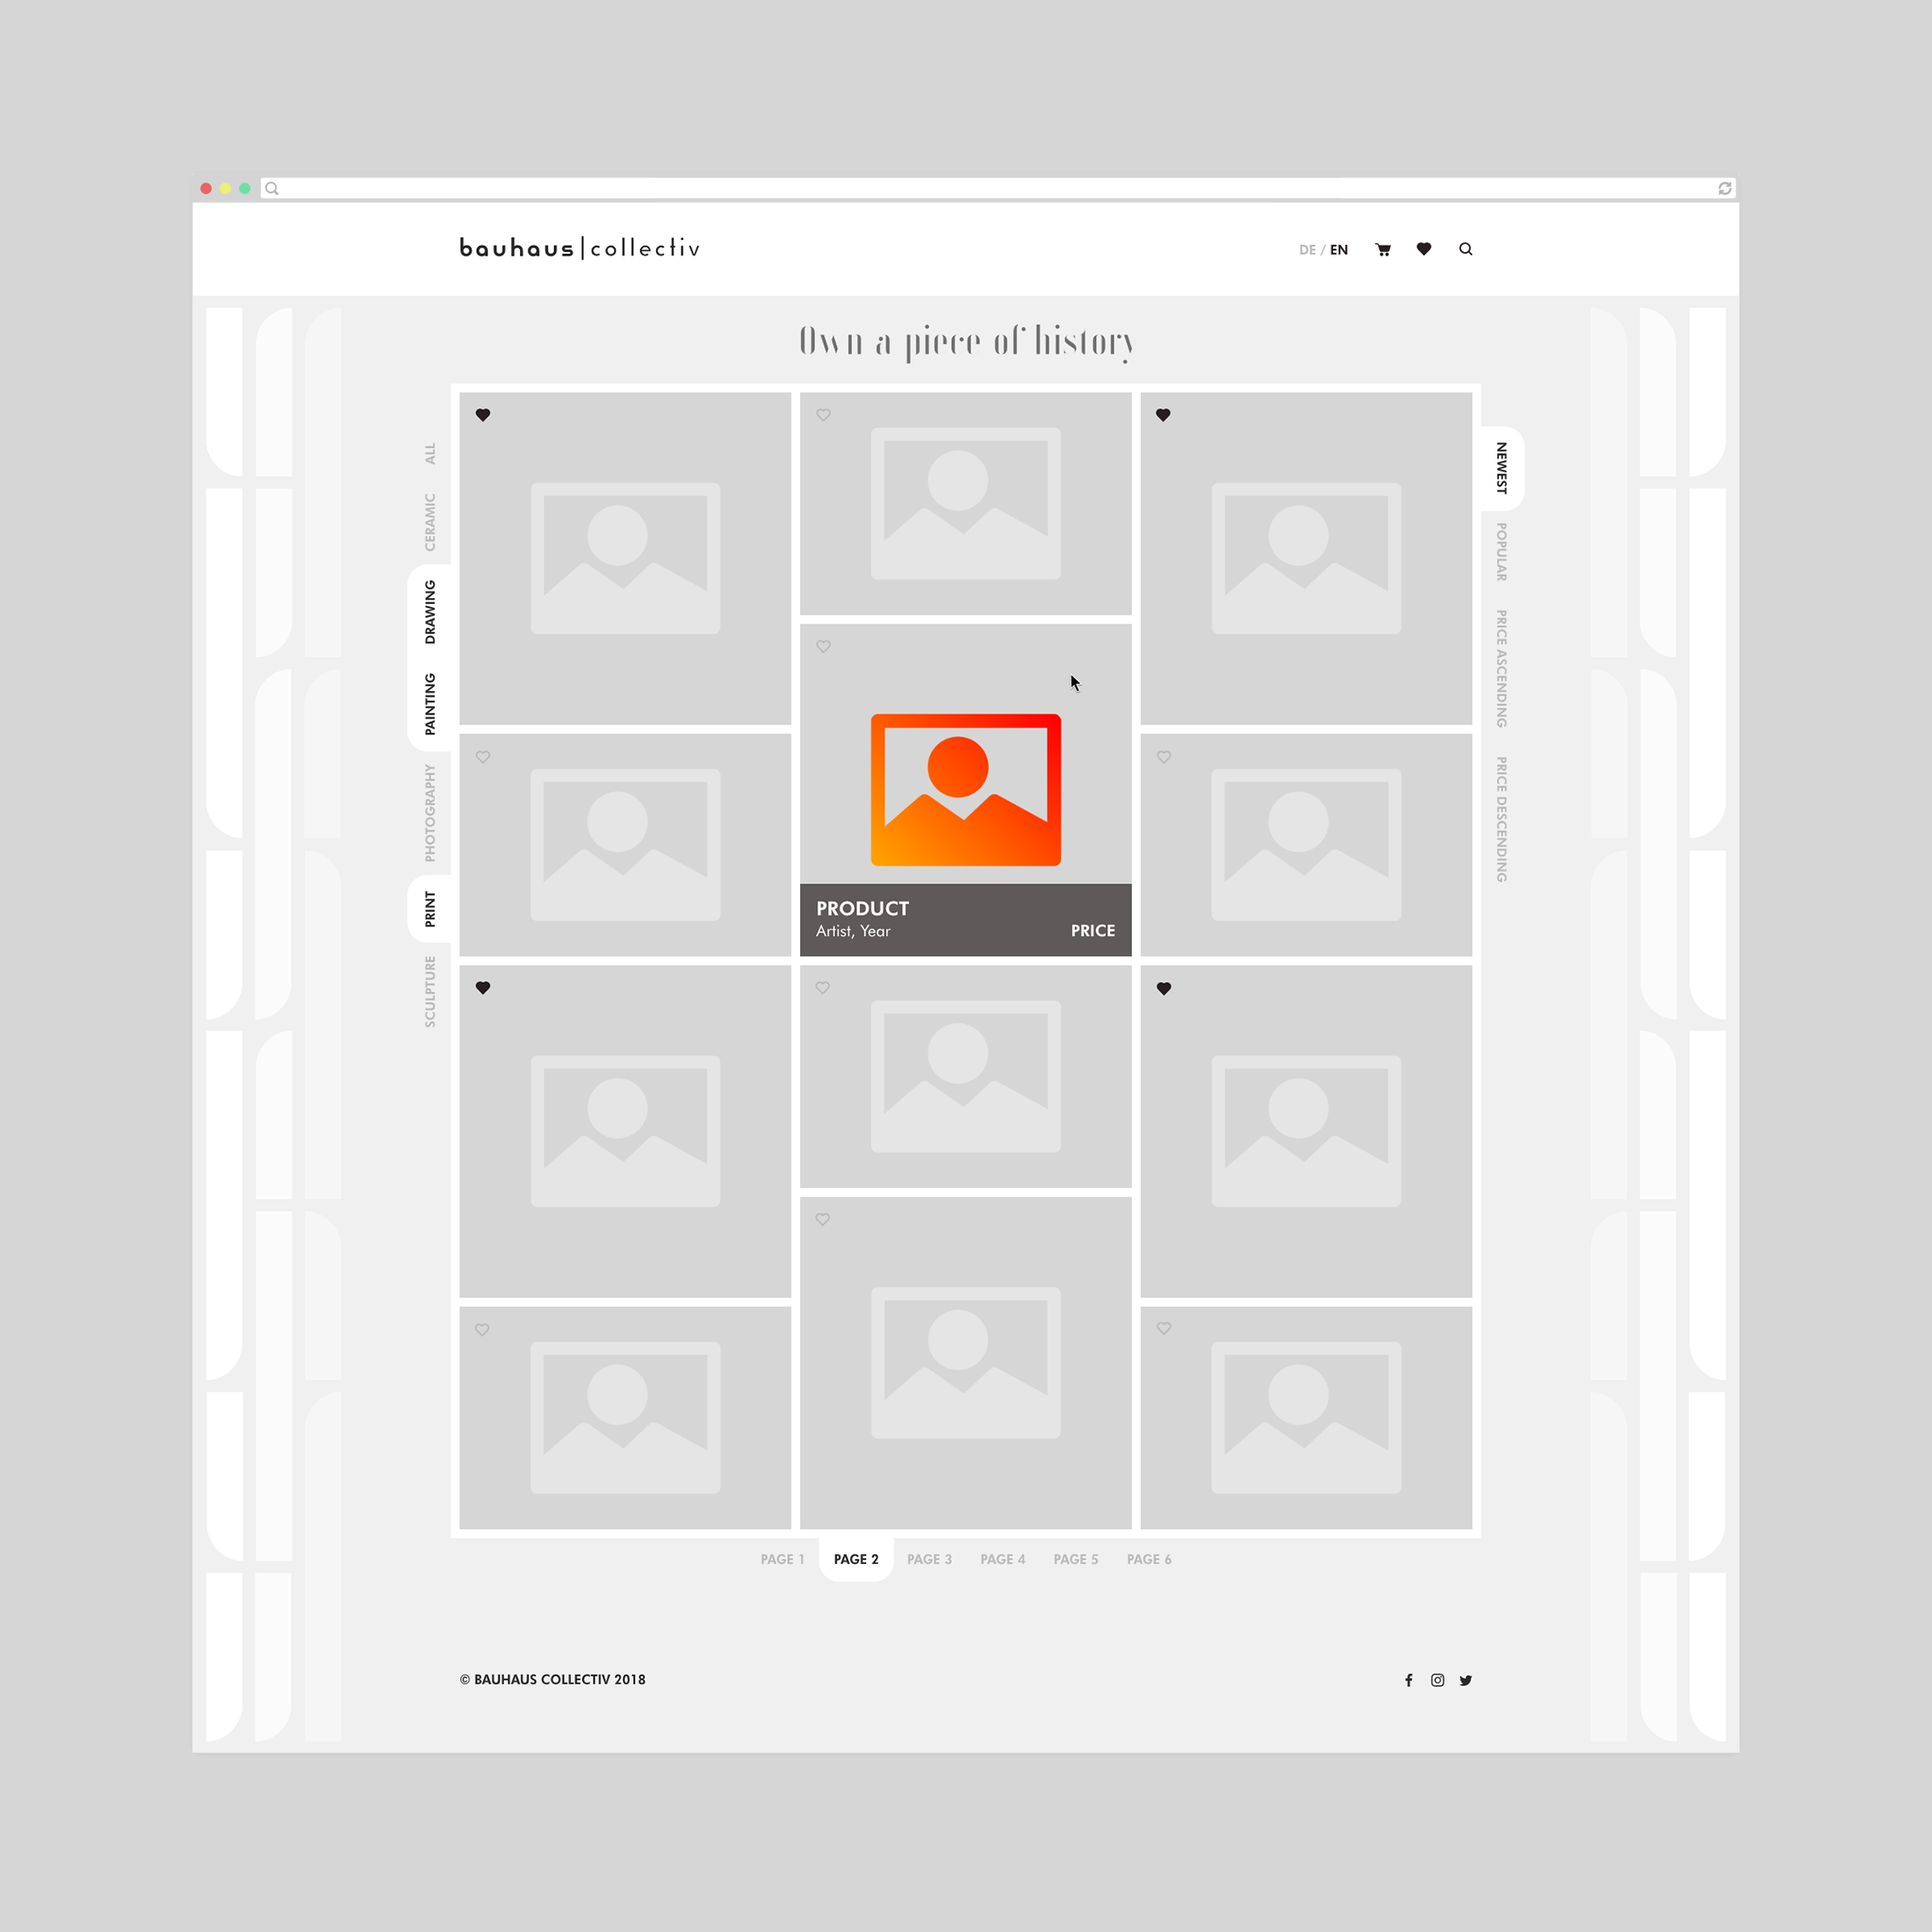 bauhaus|collectiv
DE / EN
Own a piece of history
ALL
CERAMIC
DRAWING
PAINTING
PHOTOGRAPHY
PRINT
SCULPTURE
NEWEST
POPULAR
PRICE ASCENDING
PRICE DESCENDING
PRODUCT
Artist, Year
PRICE
PAGE 1 PAGE 2 PAGE 3 PAGE 4 PAGE 5 PAGE 6
© BAUHAUS COLLECTIV 2018